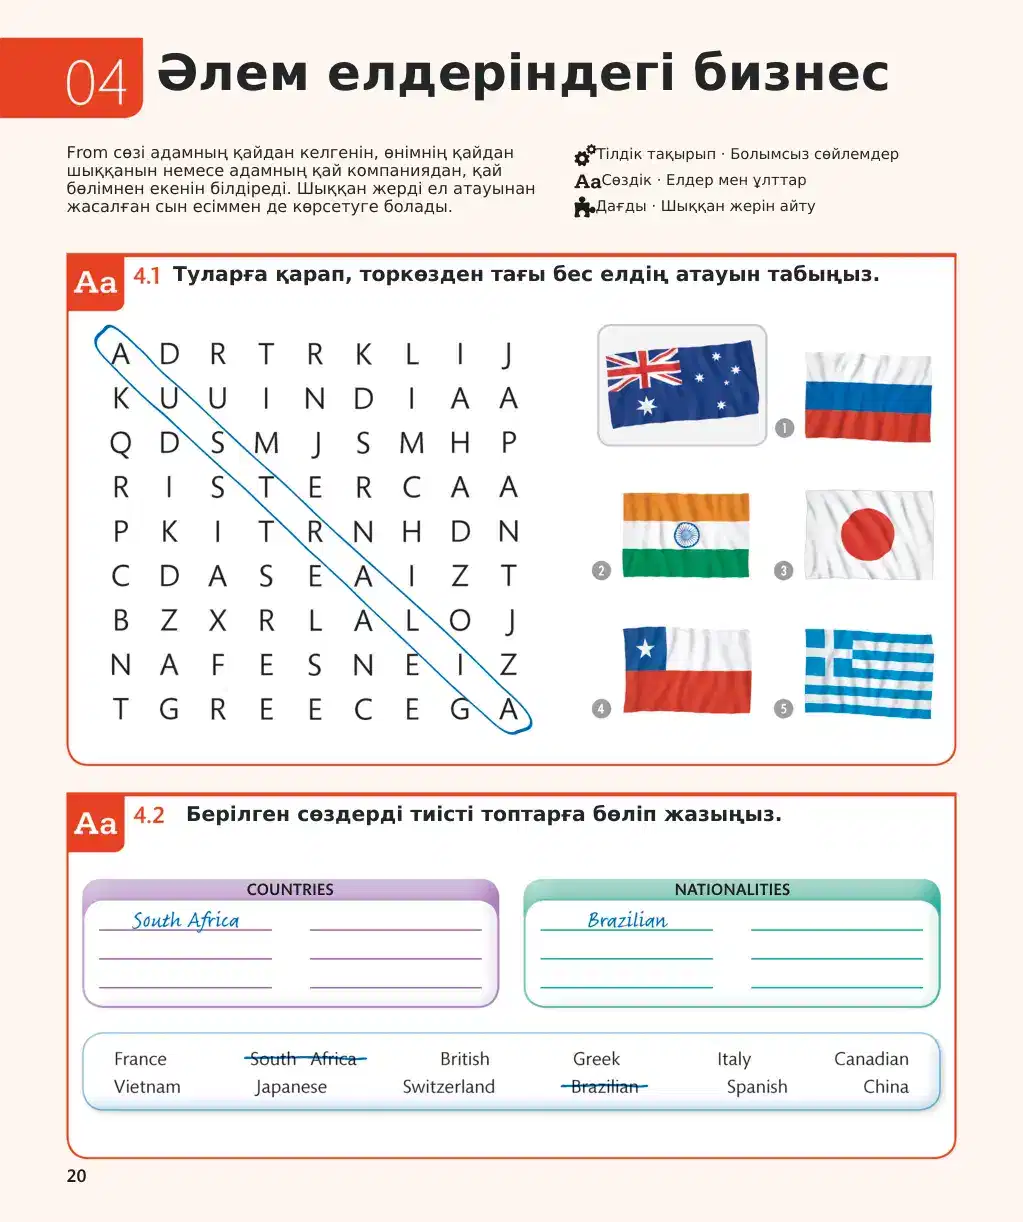 04 Әлем елдеріндегі бизнес
From сөзі адамның қайдан келгенін, өнімнің қайдан
шыққанын немесе адамның қай компаниядан, қай
бөлімнен екенін білдіреді. Шыққан жерді ел атауынан
жасалған сын есіммен де көрсетуге болады.
Тілдік тақырып · Болымсыз сөйлемдер
Aa Сөздік · Елдер мен ұлттар
Дағды · Шыққан жерін айту
Aa 4.1 Туларға қарап, торкөзден тағы бес елдің атауын табыңыз.
A D R T R K L I J
K U U I N D I A A
Q D S M J S M H P
R I S T E R C A A
P K I T R N H D N
C D A S E A I Z T
B Z X R L A L O J
N A F E S N E I Z
T G R E E C E G A
1
2
3
4
5
Aa 4.2 Берілген сөздерді тиісті топтарға бөліп жазыңыз.
COUNTRIES
South Africa
NATIONALITIES
Brazilian
France South Africa British Greek Italy Canadian
Vietnam Japanese Switzerland Brazilian Spanish China
20